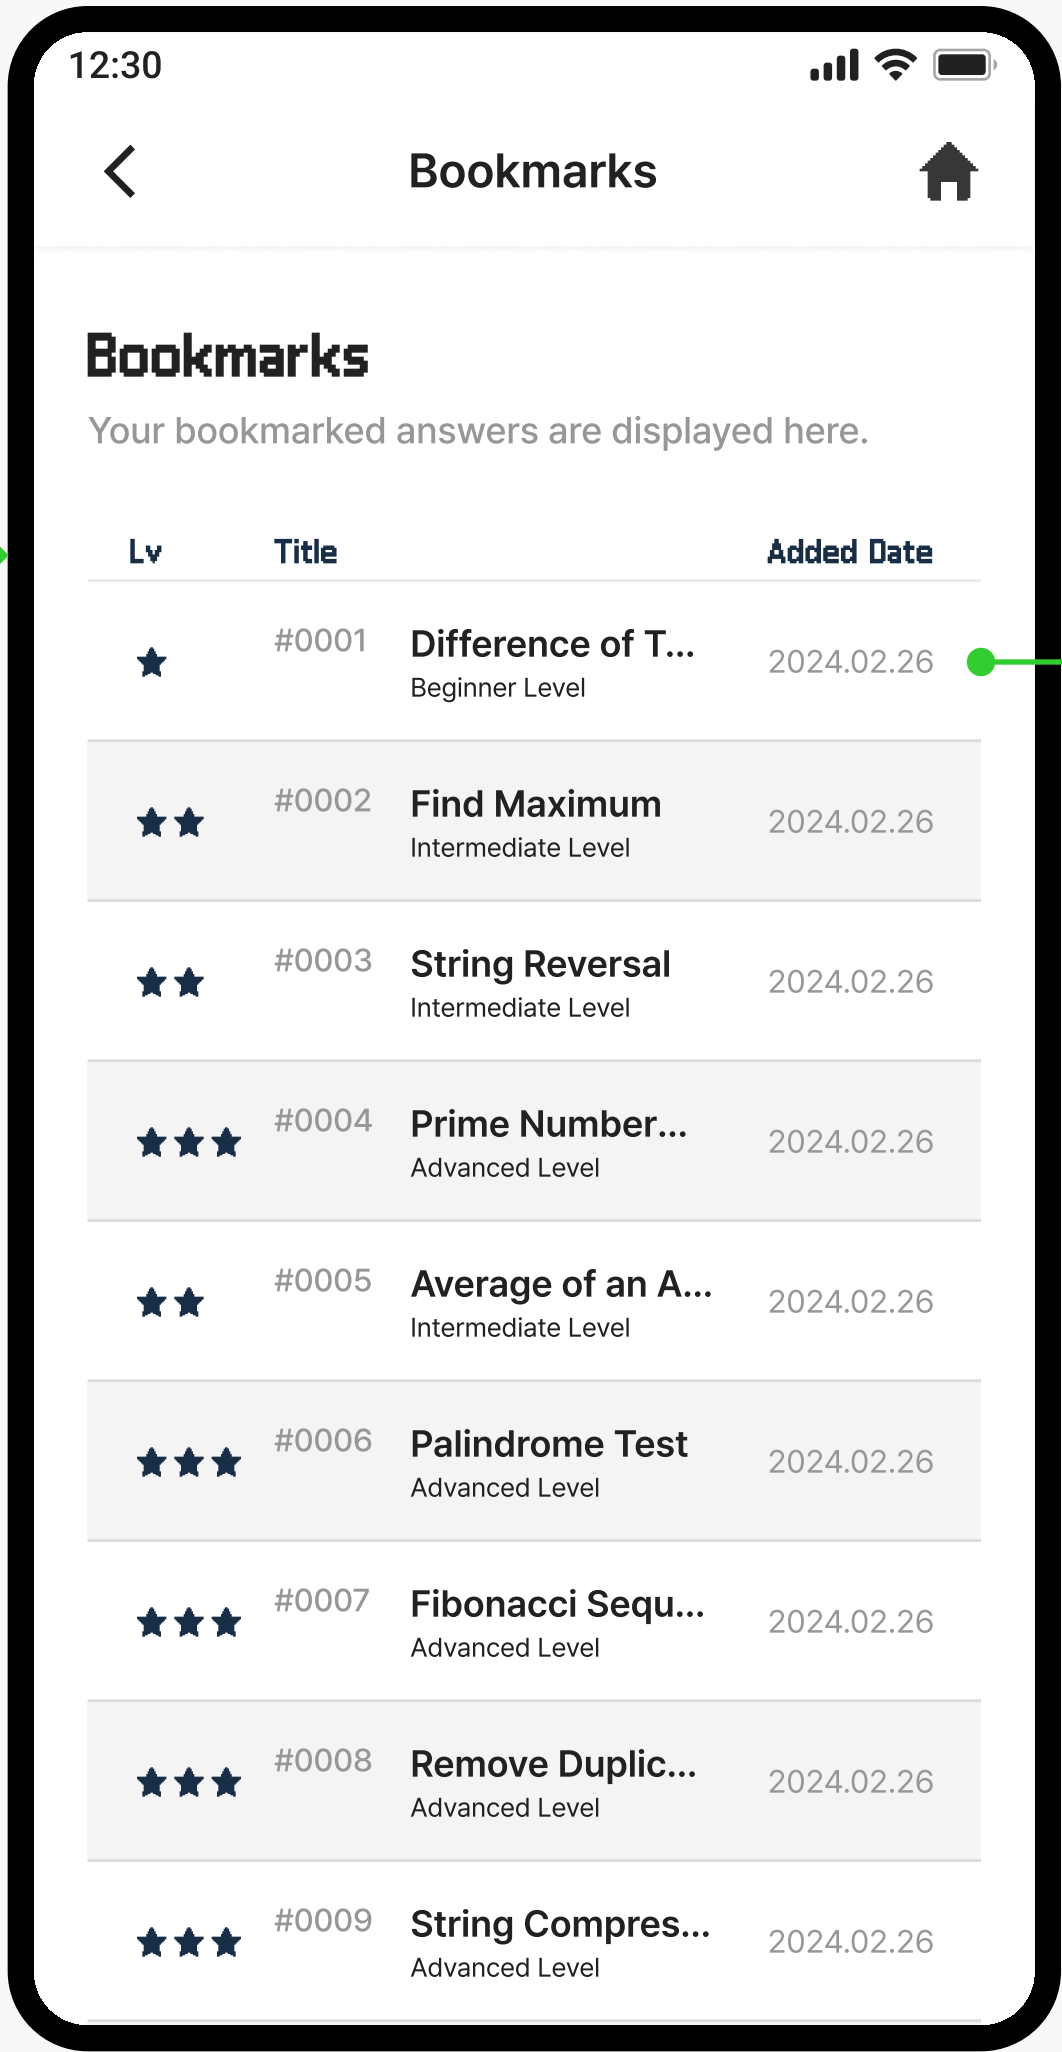 12:30
Bookmarks
Bookmarks
Your bookmarked answers are displayed here.
Lv Title Added Date
#0001 Difference of T... 2024.02.26
Beginner Level
#0002 Find Maximum 2024.02.26
Intermediate Level
#0003 String Reversal 2024.02.26
Intermediate Level
#0004 Prime Number... 2024.02.26
Advanced Level
#0005 Average of an A... 2024.02.26
Intermediate Level
#0006 Palindrome Test 2024.02.26
Advanced Level
#0007 Fibonacci Sequ... 2024.02.26
Advanced Level
#0008 Remove Duplic... 2024.02.26
Advanced Level
#0009 String Compres... 2024.02.26
Advanced Level